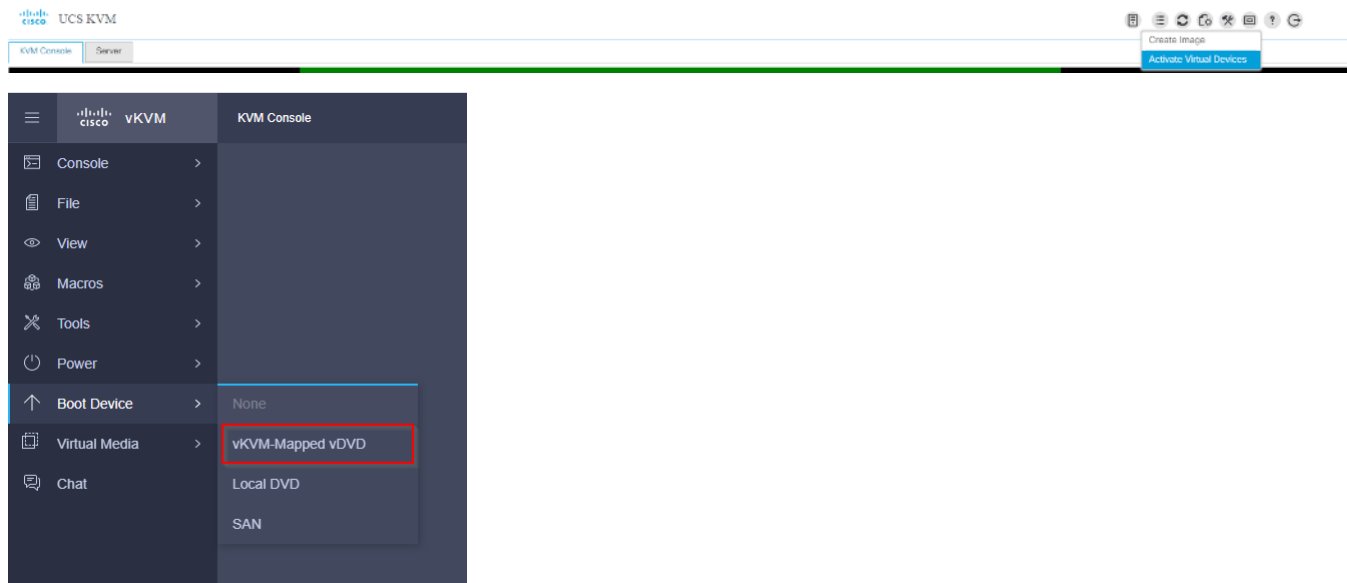 cisco UCS KVM
KVM Console Server
Create Image
Activate Virtual Devices
cisco vKVM KVM Console
Console
File
View
Macros
Tools
Power
Boot Device None
Virtual Media vKVM-Mapped vDVD
Chat Local DVD
SAN